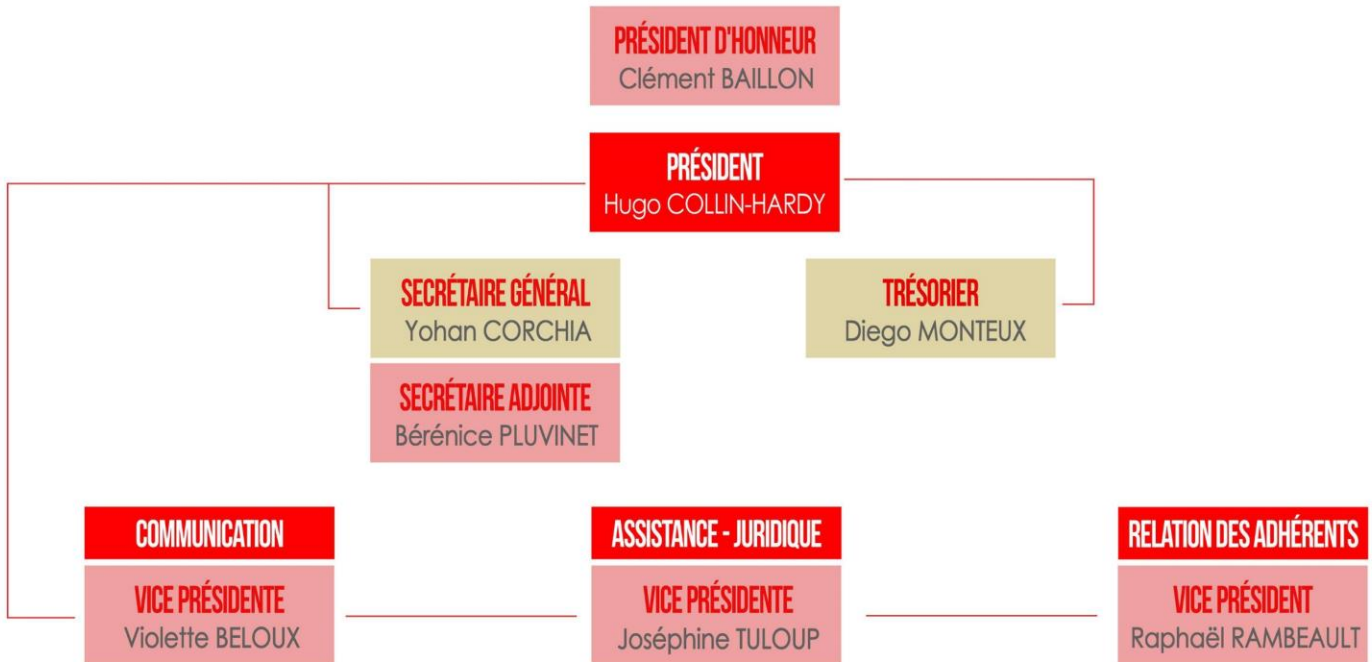 PRÉSIDENT D'HONNEUR
Clément BAILLON
PRÉSIDENT
Hugo COLLIN-HARDY
SECRÉTAIRE GÉNÉRAL
Yohan CORCHIA
TRÉSORIER
Diego MONTEUX
SECRÉTAIRE ADJOINTE
Bérénice PLUVINET
COMMUNICATION
VICE PRÉSIDENTE
Violette BELOUX
ASSISTANCE - JURIDIQUE
VICE PRÉSIDENTE
Joséphine TULOUP
RELATION DES ADHÉRENTS
VICE PRÉSIDENT
Raphaël RAMBEAULT